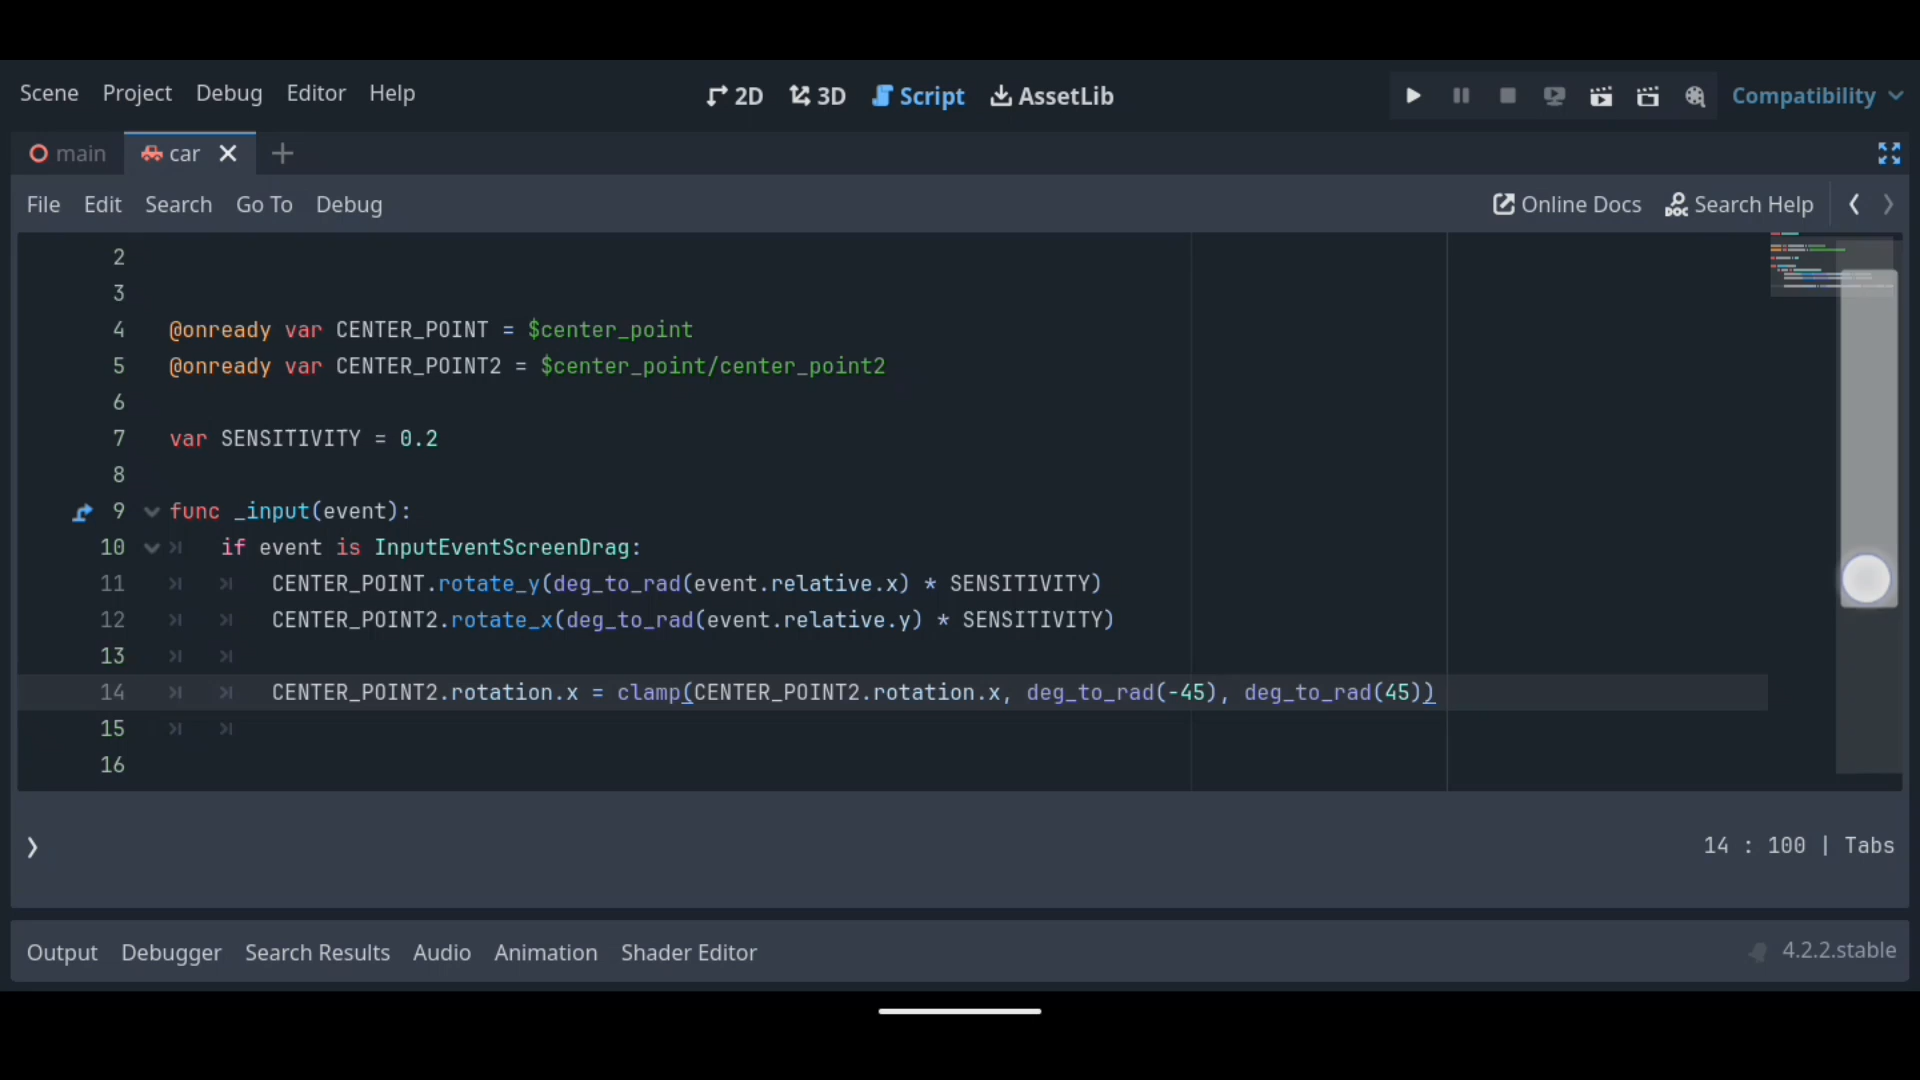 Scene Project Debug Editor Help 2D 3D Script AssetLib Compatibility
main car
File Edit Search Go To Debug Online Docs DOC Search Help
2
3
4 @onready var CENTER_POINT = $center_point
5 @onready var CENTER_POINT2 = $center_point/center_point2
6
7 var SENSITIVITY = 0.2
8
9 func _input(event):
10 if event is InputEventScreenDrag:
11 CENTER_POINT.rotate_y(deg_to_rad(event.relative.x) * SENSITIVITY)
12 CENTER_POINT2.rotate_x(deg_to_rad(event.relative.y) * SENSITIVITY)
13
14 CENTER_POINT2.rotation.x = clamp(CENTER_POINT2.rotation.x, deg_to_rad(-45), deg_to_rad(45))
15
16
14 : 100 | Tabs
Output Debugger Search Results Audio Animation Shader Editor 4.2.2.stable